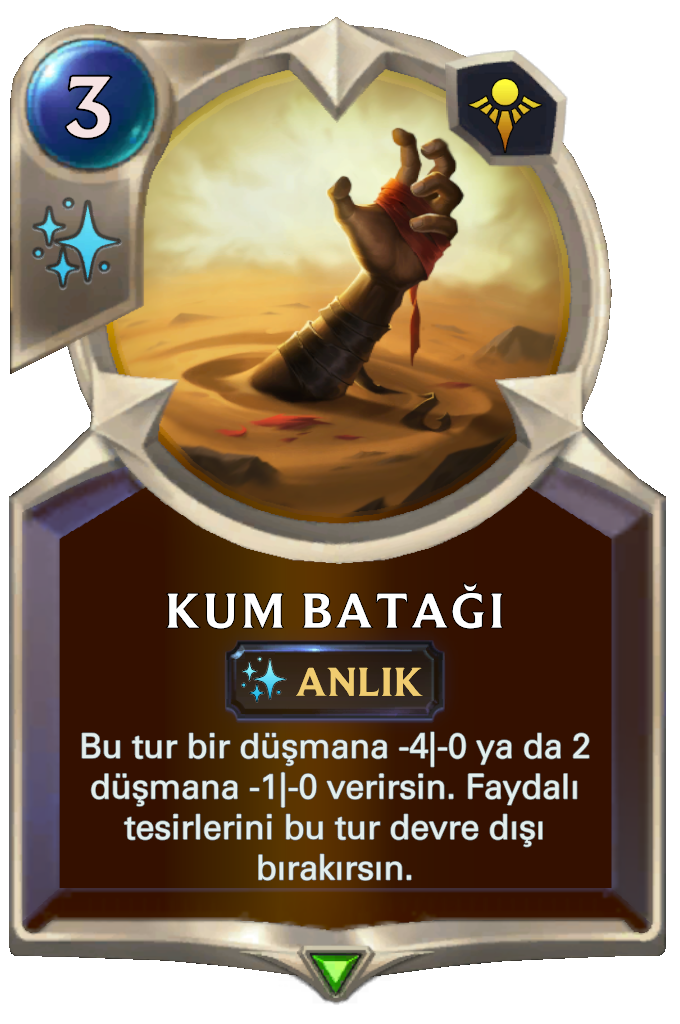 3
KUM BATAĞI
ANLIK
Bu tur bir düşmana -4|-0 ya da 2
düşmana -1|-0 verirsin. Faydalı
tesirlerini bu tur devre dışı
bırakırsın.